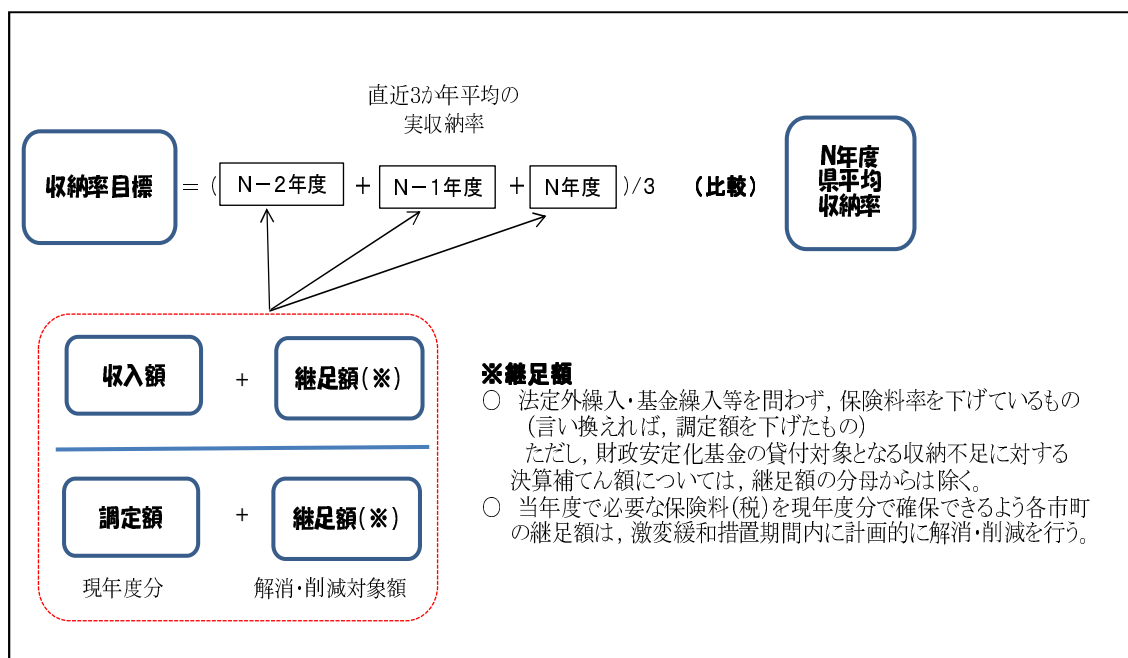 直近3か年平均の
実収納率
収納率目標 =（ N－2年度 + N－1年度 + N年度 ）/3 (比較)
N年度
県平均
収納率
収入額 + 継足額(※)
調定額 + 継足額(※)
現年度分 解消・削減対象額
※継足額
○ 法定外繰入・基金繰入等を問わず，保険料率を下げているもの
（言い換えれば，調定額を下げたもの）
ただし，財政安定化基金の貸付対象となる収納不足に対する
決算補てん額については，継足額の分母からは除く。
○ 当年度で必要な保険料(税)を現年度分で確保できるよう各市町
の継足額は，激変緩和措置期間内に計画的に解消・削減を行う。